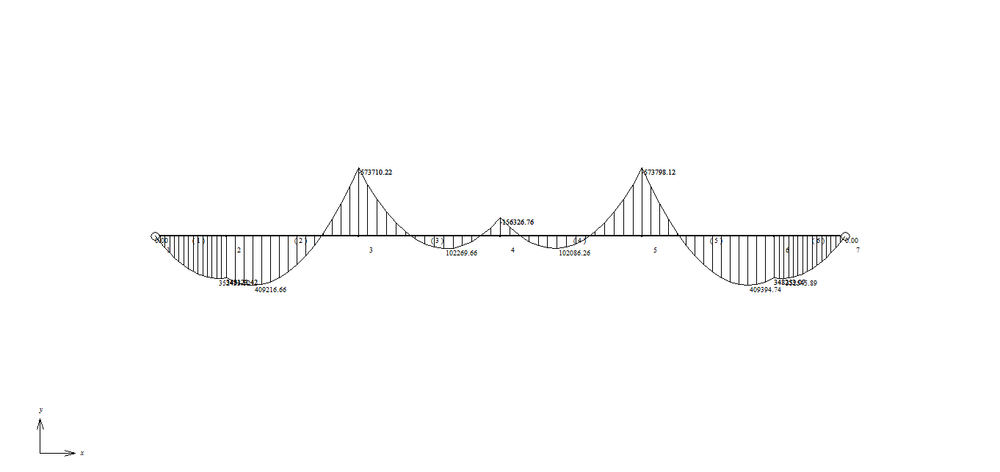 -573710.22
-573798.12
-156326.76
0.00
( 1 )
( 2 )
( 3 )
( 4 )
( 5 )
( 6 )
0.00
1
2
3
4
5
6
7
102269.66
102086.26
409216.66
409394.74
y
x